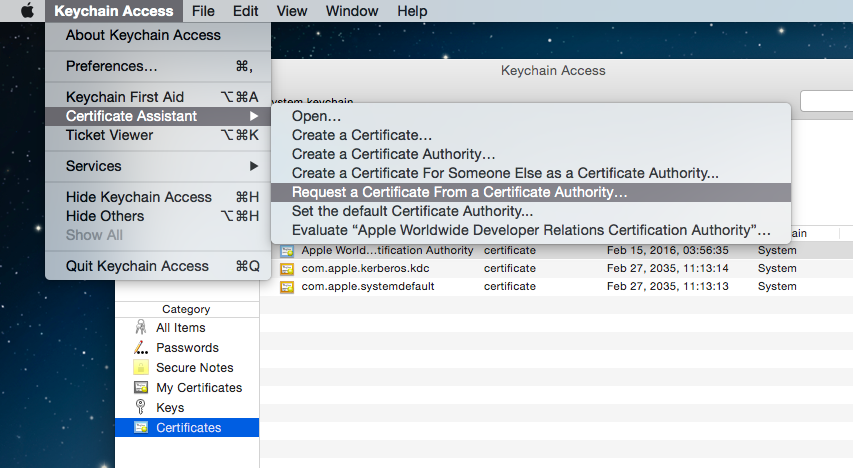 Keychain Access File Edit View Window Help
About Keychain Access
Preferences… ⌘,
Keychain First Aid ⌥⌘A
Certificate Assistant ▶
Ticket Viewer ⌥⌘K
Services ▶
Hide Keychain Access ⌘H
Hide Others ⌥⌘H
Show All
Quit Keychain Access ⌘Q
Keychain Access
Open…
Create a Certificate…
Create a Certificate Authority…
Create a Certificate For Someone Else as a Certificate Authority...
Request a Certificate From a Certificate Authority…
Set the default Certificate Authority...
Evaluate “Apple Worldwide Developer Relations Certification Authority”…
Apple World…tification Authority certificate Feb 15, 2016, 03:56:35 System
com.apple.kerberos.kdc certificate Feb 27, 2035, 11:13:14 System
com.apple.systemdefault certificate Feb 27, 2035, 11:13:13 System
Category
All Items
Passwords
Secure Notes
My Certificates
Keys
Certificates